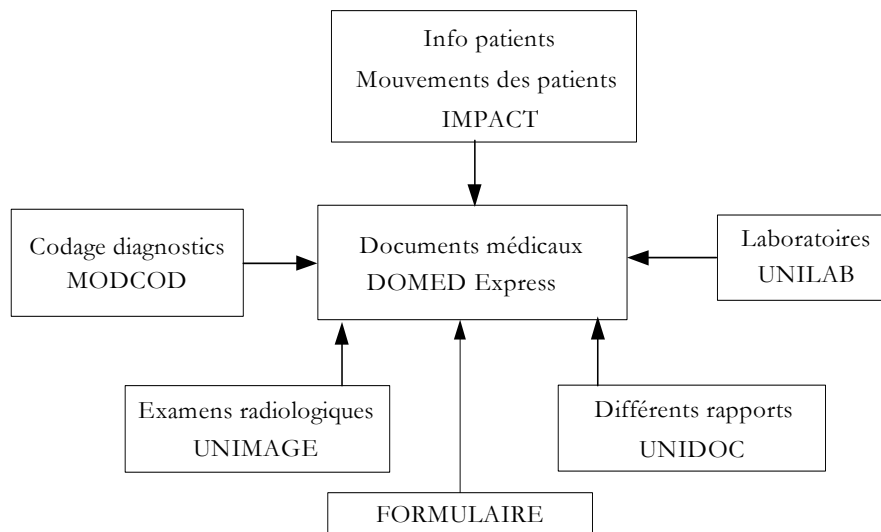 Info patients
Mouvements des patients
IMPACT
Codage diagnostics
MODCOD
Documents médicaux
DOMED Express
Laboratoires
UNILAB
Examens radiologiques
UNIMAGE
Différents rapports
UNIDOC
FORMULAIRE